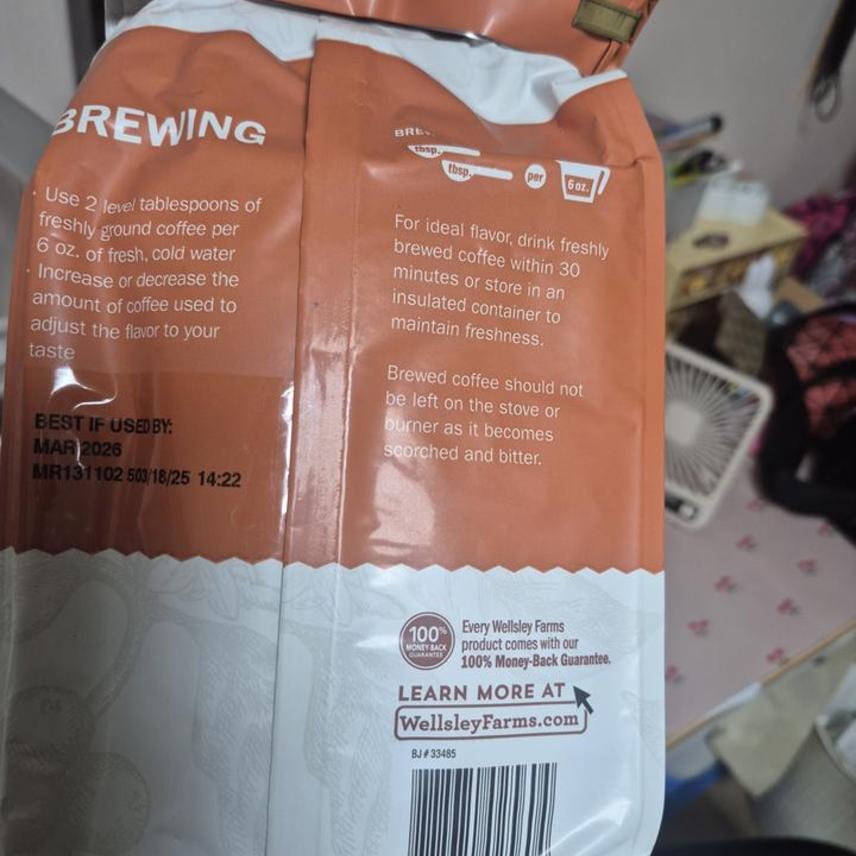 BREWING
· Use 2 level tablespoons of
freshly ground coffee per
6 oz. of fresh, cold water
· Increase or decrease the
amount of coffee used to
adjust the flavor to your
taste
BEST IF USED BY:
MAR 2026
MR131102 503/18/25 14:22
tbsp.
tbsp.
per
6 oz.
For ideal flavor, drink freshly
brewed coffee within 30
minutes or store in an
insulated container to
maintain freshness.
Brewed coffee should not
be left on the stove or
burner as it becomes
scorched and bitter.
100%
MONEY-BACK
GUARANTEE
Every Wellsley Farms
product comes with our
100% Money-Back Guarantee.
LEARN MORE AT
WellsleyFarms.com
BJ # 33485